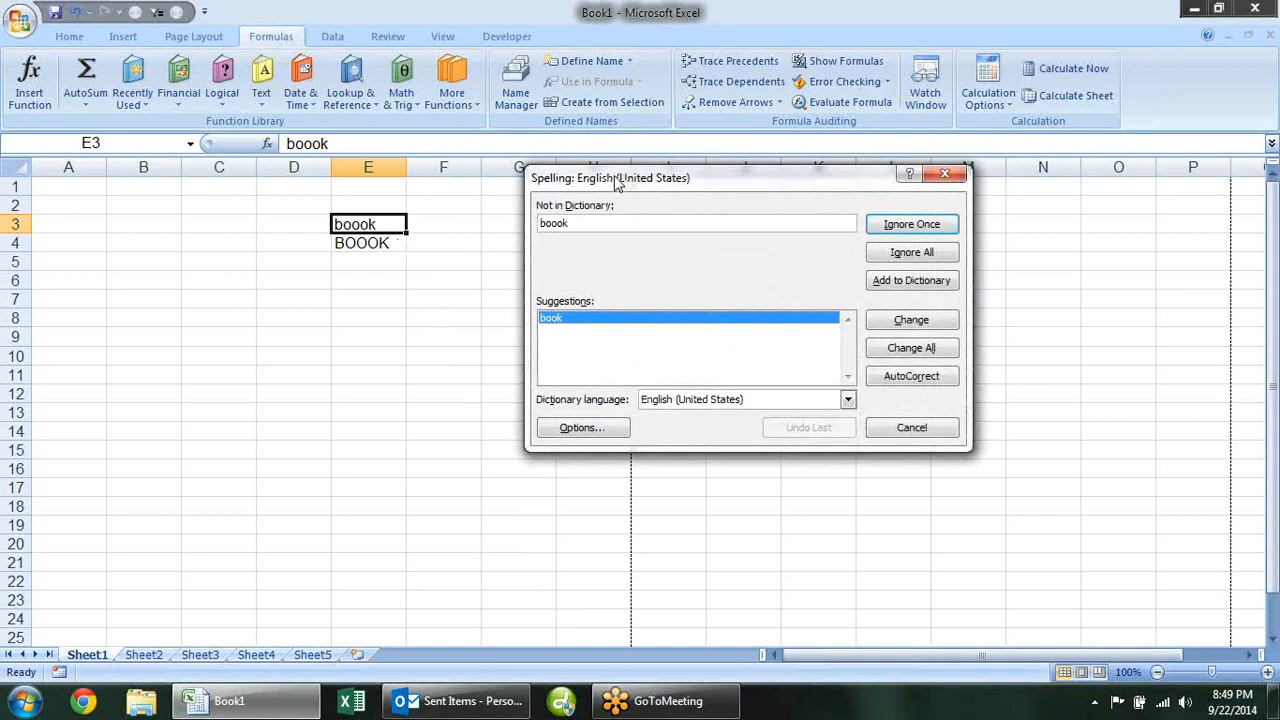 Book1 - Microsoft Excel
Home Insert Page Layout Formulas Data Review View Developer
Insert Function
AutoSum
Recently Used
Financial
Logical
Text
Date & Time
Lookup & Reference
Math & Trig
More Functions
Function Library
Name Manager
Define Name
Use in Formula
Create from Selection
Defined Names
Trace Precedents
Trace Dependents
Remove Arrows
Show Formulas
Error Checking
Evaluate Formula
Formula Auditing
Watch Window
Calculation Options
Calculate Now
Calculate Sheet
Calculation
E3 fx boook
A B C D E F G H I J K L M N O P
1
2
3 boook
4 BOOOK
5
6
7
8
9
10
11
12
13
14
15
16
17
18
19
20
21
22
23
24
25
Spelling: English (United States)
Not in Dictionary:
boook
Ignore Once
Ignore All
Add to Dictionary
Suggestions:
book
Change
Change All
AutoCorrect
Dictionary language: English (United States)
Options... Undo Last Cancel
Sheet1 Sheet2 Sheet3 Sheet4 Sheet5
Ready 100%
Book1 Sent Items - Perso... GoToMeeting
8:49 PM
9/22/2014